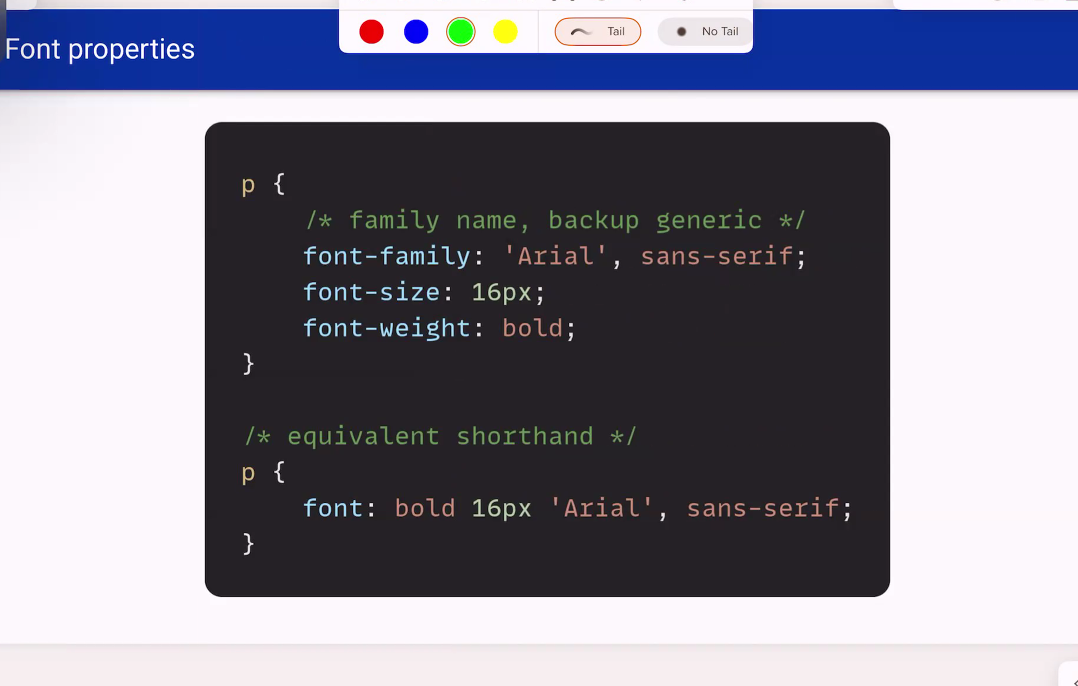 Tail
No Tail
Font properties
p {
/* family name, backup generic */
font-family: 'Arial', sans-serif;
font-size: 16px;
font-weight: bold;
}
/* equivalent shorthand */
p {
font: bold 16px 'Arial', sans-serif;
}